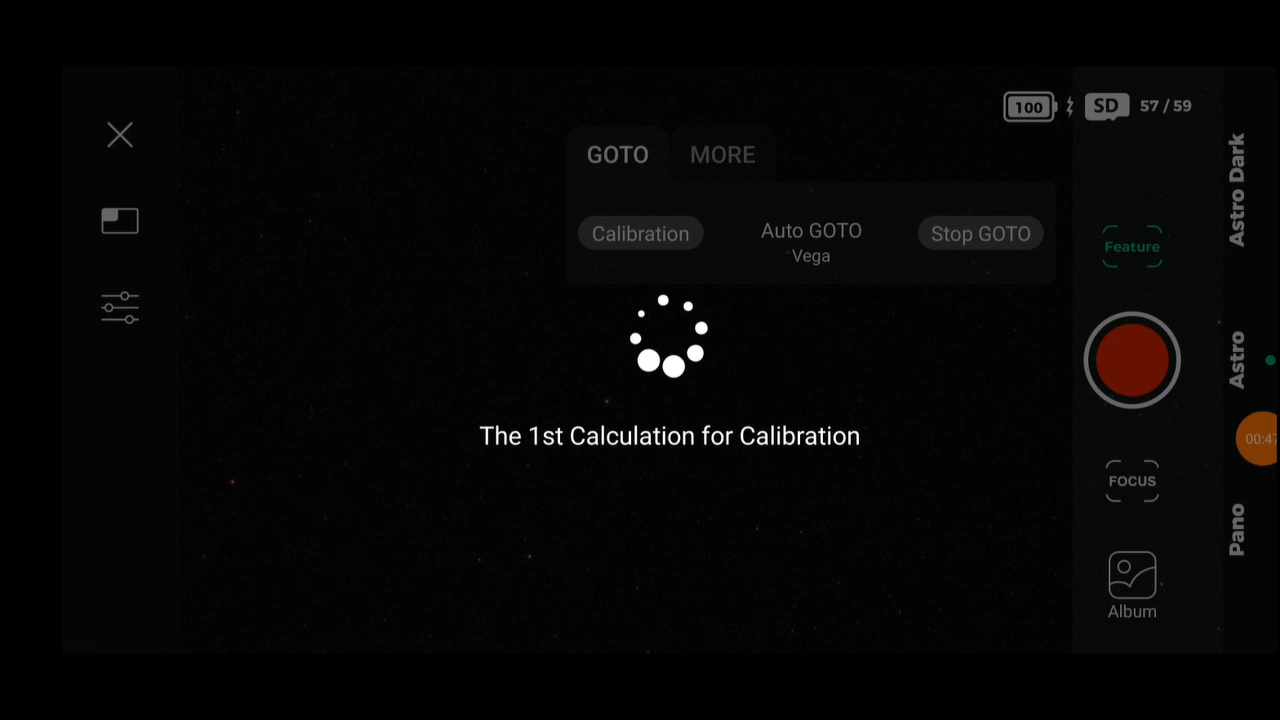 100 SD 57 / 59
GOTO MORE
Calibration Auto GOTO Stop GOTO
Vega
The 1st Calculation for Calibration
Feature
FOCUS
Album
Astro Dark
Astro
Pano